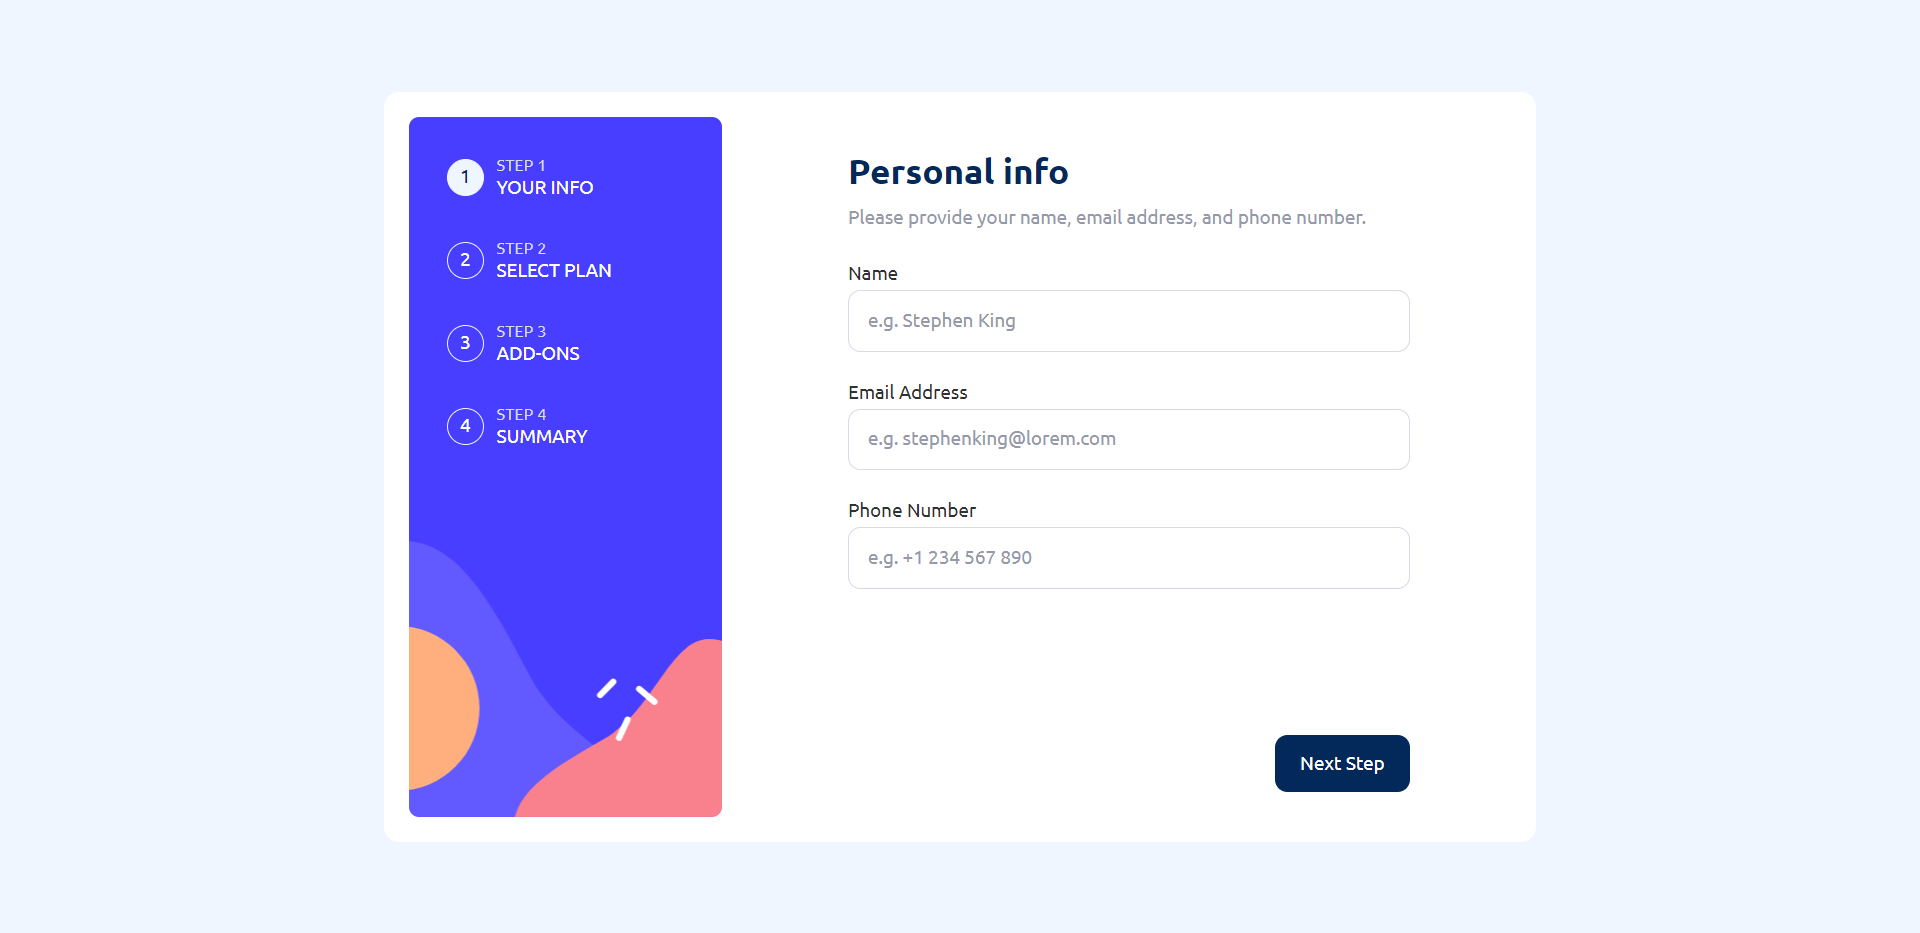 1
STEP 1
YOUR INFO
2
STEP 2
SELECT PLAN
3
STEP 3
ADD-ONS
4
STEP 4
SUMMARY
Personal info
Please provide your name, email address, and phone number.
Name
e.g. Stephen King
Email Address
e.g. stephenking@lorem.com
Phone Number
e.g. +1 234 567 890
Next Step